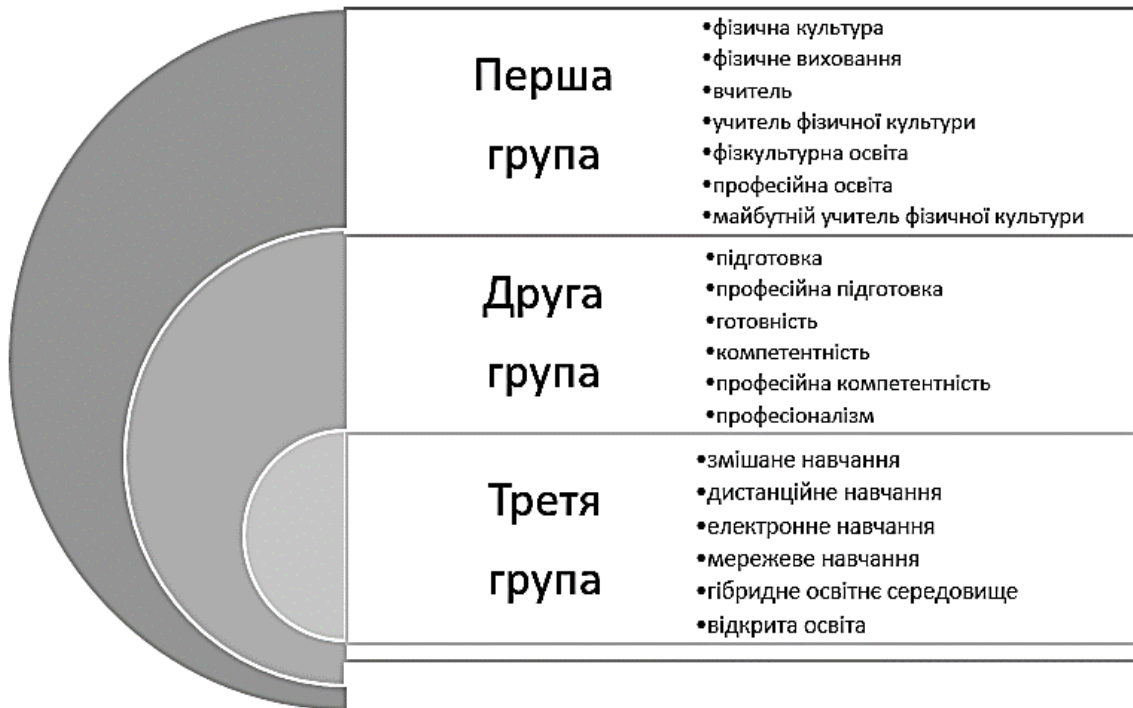 Перша
група
•фізична культура
•фізичне виховання
•вчитель
•учитель фізичної культури
•фізкультурна освіта
•професійна освіта
•майбутній учитель фізичної культури
Друга
група
•підготовка
•професійна підготовка
•готовність
•компетентність
•професійна компетентність
•професіоналізм
Третя
група
•змішане навчання
•дистанційне навчання
•електронне навчання
•мережеве навчання
•гібридне освітнє середовище
•відкрита освіта